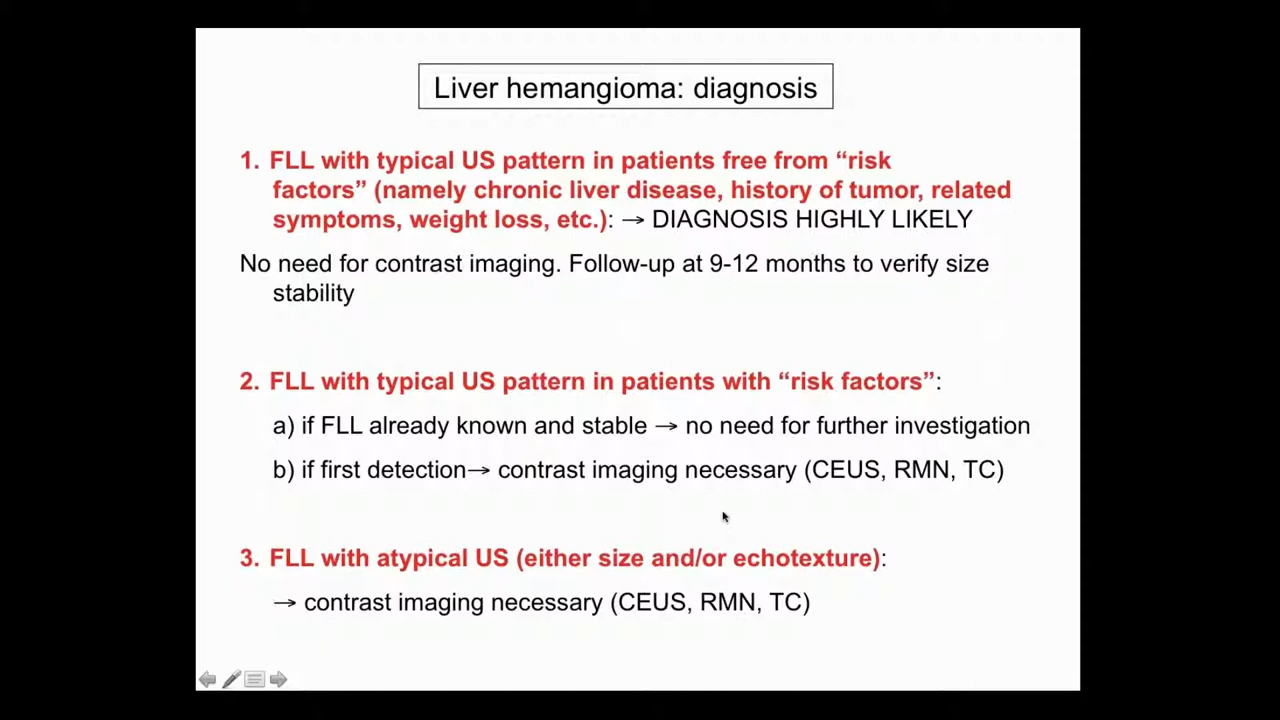 Liver hemangioma: diagnosis
1. FLL with typical US pattern in patients free from “risk
factors” (namely chronic liver disease, history of tumor, related
symptoms, weight loss, etc.): → DIAGNOSIS HIGHLY LIKELY
No need for contrast imaging. Follow-up at 9-12 months to verify size
stability
2. FLL with typical US pattern in patients with “risk factors”:
a) if FLL already known and stable → no need for further investigation
b) if first detection→ contrast imaging necessary (CEUS, RMN, TC)
3. FLL with atypical US (either size and/or echotexture):
→ contrast imaging necessary (CEUS, RMN, TC)